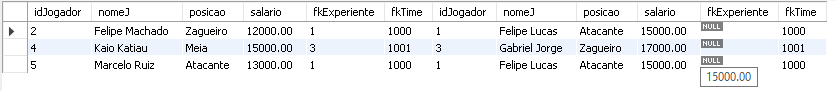 idJogador nomeJ posicao salario fkExperiente fkTime idJogador nomeJ posicao salario fkExperiente fkTime
2 Felipe Machado Zagueiro 12000.00 1 1000 1 Felipe Lucas Atacante 15000.00 NULL 1000
4 Kaio Katiau Meia 15000.00 3 1001 3 Gabriel Jorge Zagueiro 17000.00 NULL 1001
5 Marcelo Ruiz Atacante 13000.00 1 1000 1 Felipe Lucas Atacante 15000.00 NULL 1000
15000.00